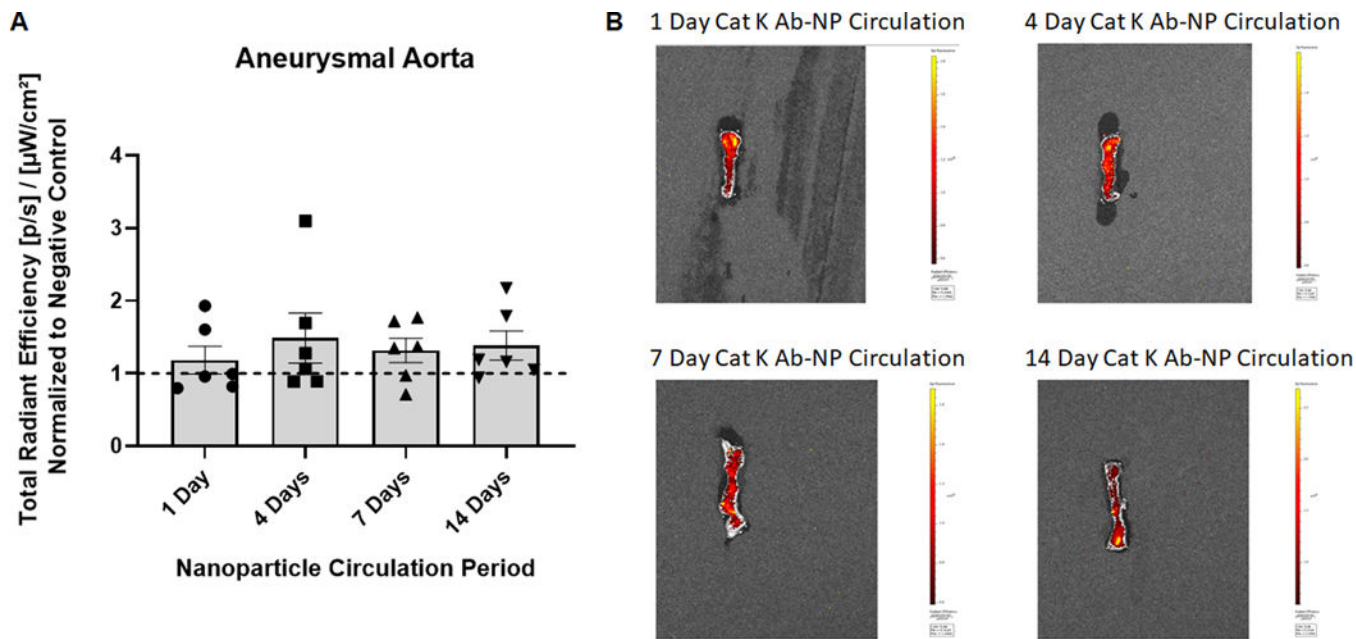 A
Aneurysmal Aorta
Total Radiant Efficiency [p/s] / [µW/cm²]
Normalized to Negative Control
4
3
2
1
0
1 Day
4 Days
7 Days
14 Days
Nanoparticle Circulation Period
B
1 Day Cat K Ab-NP Circulation
4 Day Cat K Ab-NP Circulation
7 Day Cat K Ab-NP Circulation
14 Day Cat K Ab-NP Circulation